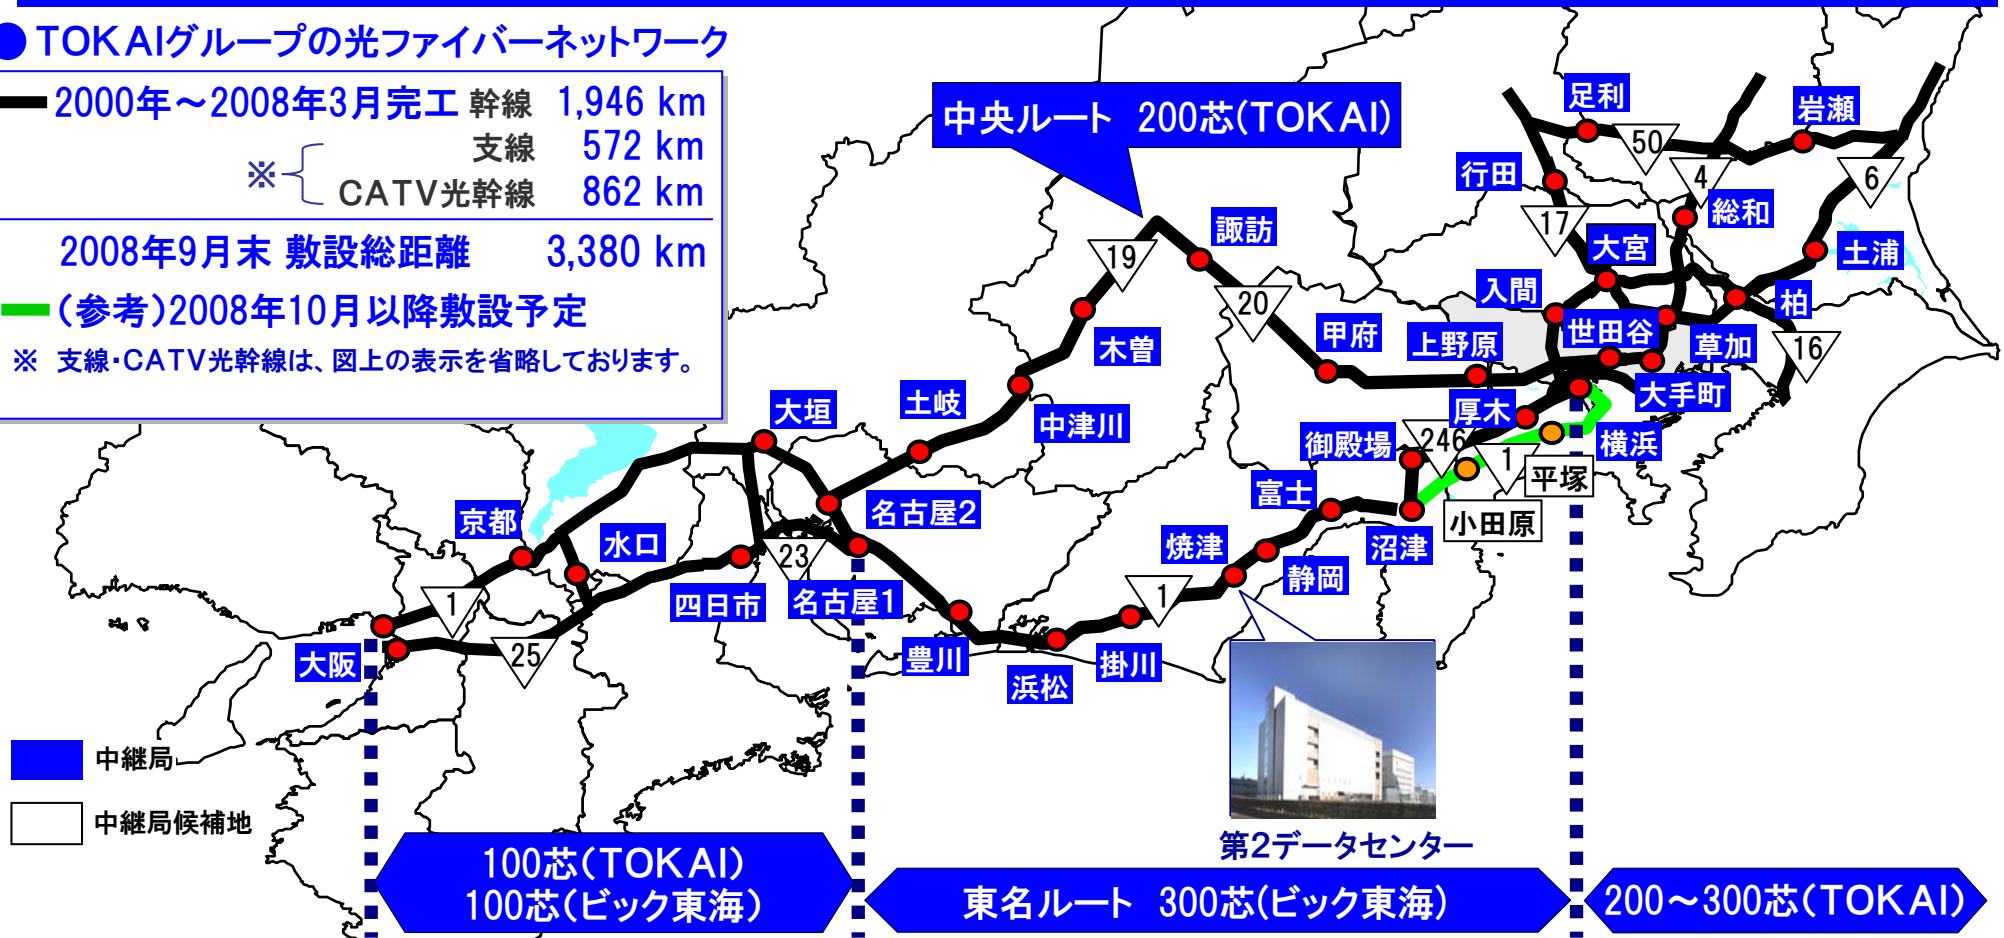 ●TOKAIグループの光ファイバーネットワーク
2000年～2008年3月完工 幹線 1,946 km
支線 572 km
※
CATV光幹線 862 km
2008年9月末 敷設総距離 3,380 km
(参考)2008年10月以降敷設予定
※ 支線・CATV光幹線は、図上の表示を省略しております。
中央ルート 200芯(TOKAI)
足利
岩瀬
50
4
6
行田
17
総和
諏訪
大宮
土浦
19
入間
柏
20
世田谷
甲府
上野原
草加
16
木曽
大手町
土岐
大垣
中津川
厚木
御殿場
246
横浜
1
平塚
富士
小田原
名古屋2
京都
水口
焼津
沼津
23
静岡
1
四日市
名古屋1
1
25
大阪
豊川
掛川
浜松
中継局
中継局候補地
第2データセンター
100芯(TOKAI)
100芯(ビック東海)
東名ルート 300芯(ビック東海)
200～300芯(TOKAI)